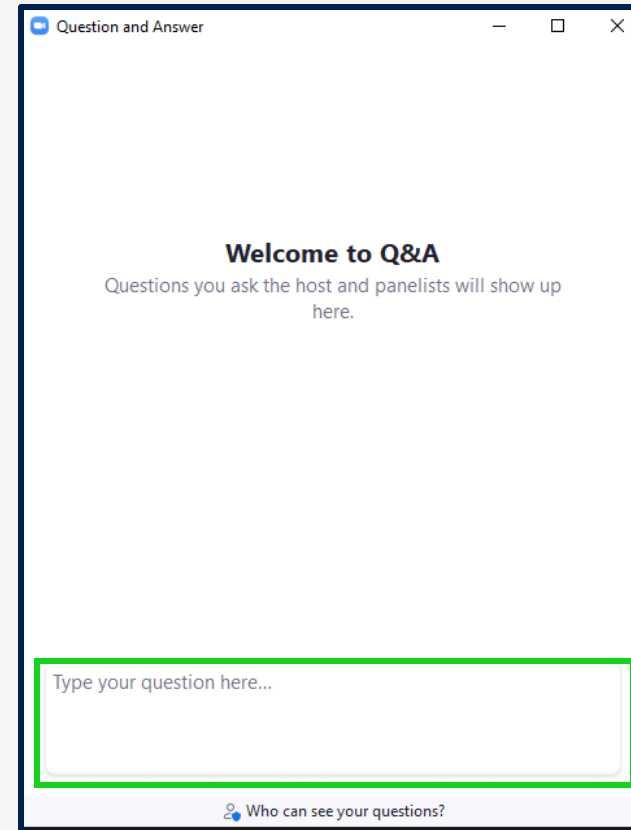 Question and Answer
Welcome to Q&A
Questions you ask the host and panelists will show up
here.
Type your question here...
Who can see your questions?